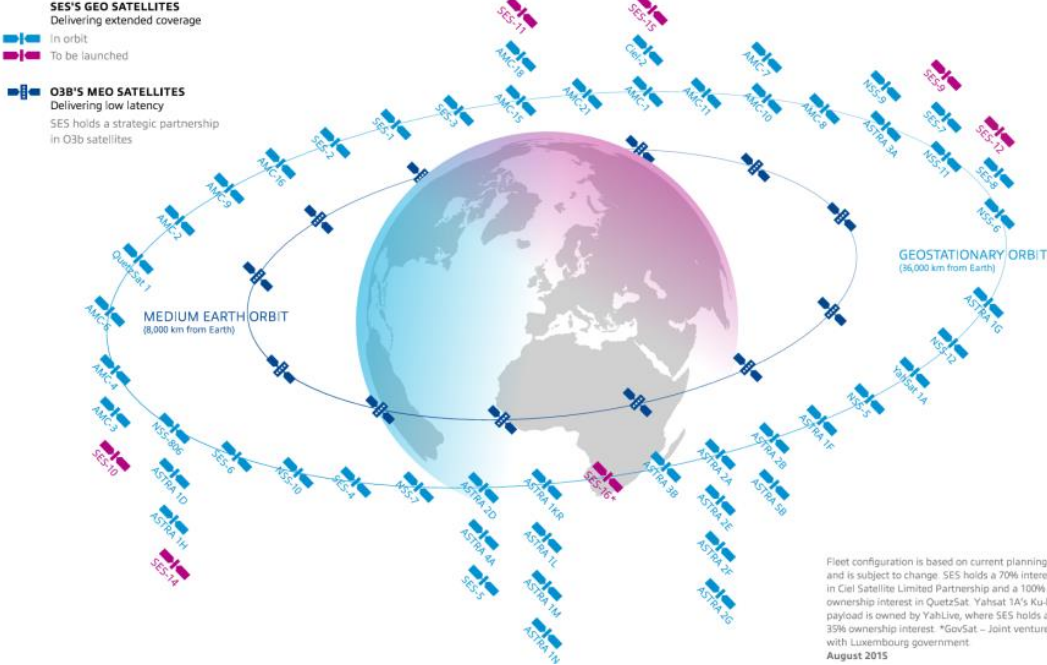 SES'S GEO SATELLITES
Delivering extended coverage
In orbit
To be launched
O3B'S MEO SATELLITES
Delivering low latency
SES holds a strategic partnership
in O3b satellites
SES-11
AMC-18
AMC-15
AMC-21
SES-15
Ciel-2
AMC-1
AMC-11
AMC-7
AMC-10
AMC-8
NSS-9
ASTRA 3A
SES-9
SES-7
NSS-11
SES-12
SES-8
NSS-6
SES-3
SES-1
SES-2
AMC-16
AMC-9
AMC-2
QuetzSat 1
AMC-6
AMC-4
AMC-3
SES-10
GEOSTATIONARY ORBIT
(36,000 km from Earth)
MEDIUM EARTH ORBIT
(8,000 km from Earth)
ASTRA 1G
NSS-12
YahSat 1A
NSS-5
ASTRA 1F
ASTRA 2B
ASTRA 5B
ASTRA 2A
ASTRA 2E
ASTRA 2F
ASTRA 2G
ASTRA 3B
SES-16*
ASTRA 1KR
ASTRA 1L
ASTRA 1M
ASTRA 1N
ASTRA 2D
ASTRA 4A
SES-5
NSS-7
SES-4
NSS-10
SES-6
NSS-806
ASTRA 1D
ASTRA 1H
SES-14
Fleet configuration is based on current planning
and is subject to change. SES holds a 70%
in Ciel Satellite Limited Partnership and a 100%
ownership interest in QuetzSat. Yahsat 1A's
payload is owned by YahLive, where SES holds a
35% ownership interest. *GovSat – Joint venture
with Luxembourg government
August 2015